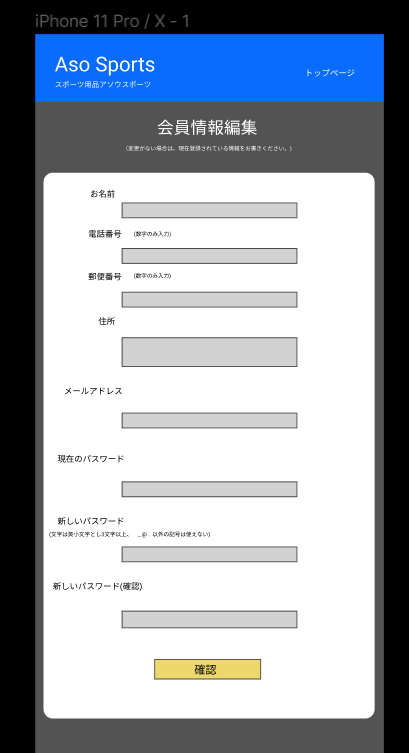 iPhone 11 Pro / X - 1
Aso Sports
トップページ
スポーツ用品アソウスポーツ
会員情報編集
(変更がない場合は、現在登録されている情報をお書きください。)
お名前
電話番号 (数字のみ入力)
郵便番号 (数字のみ入力)
住所
メールアドレス
現在のパスワード
新しいパスワード
(文字は英小文字とし3文字以上、 _ @ . 以外の記号は使えない)
新しいパスワード(確認)
確認